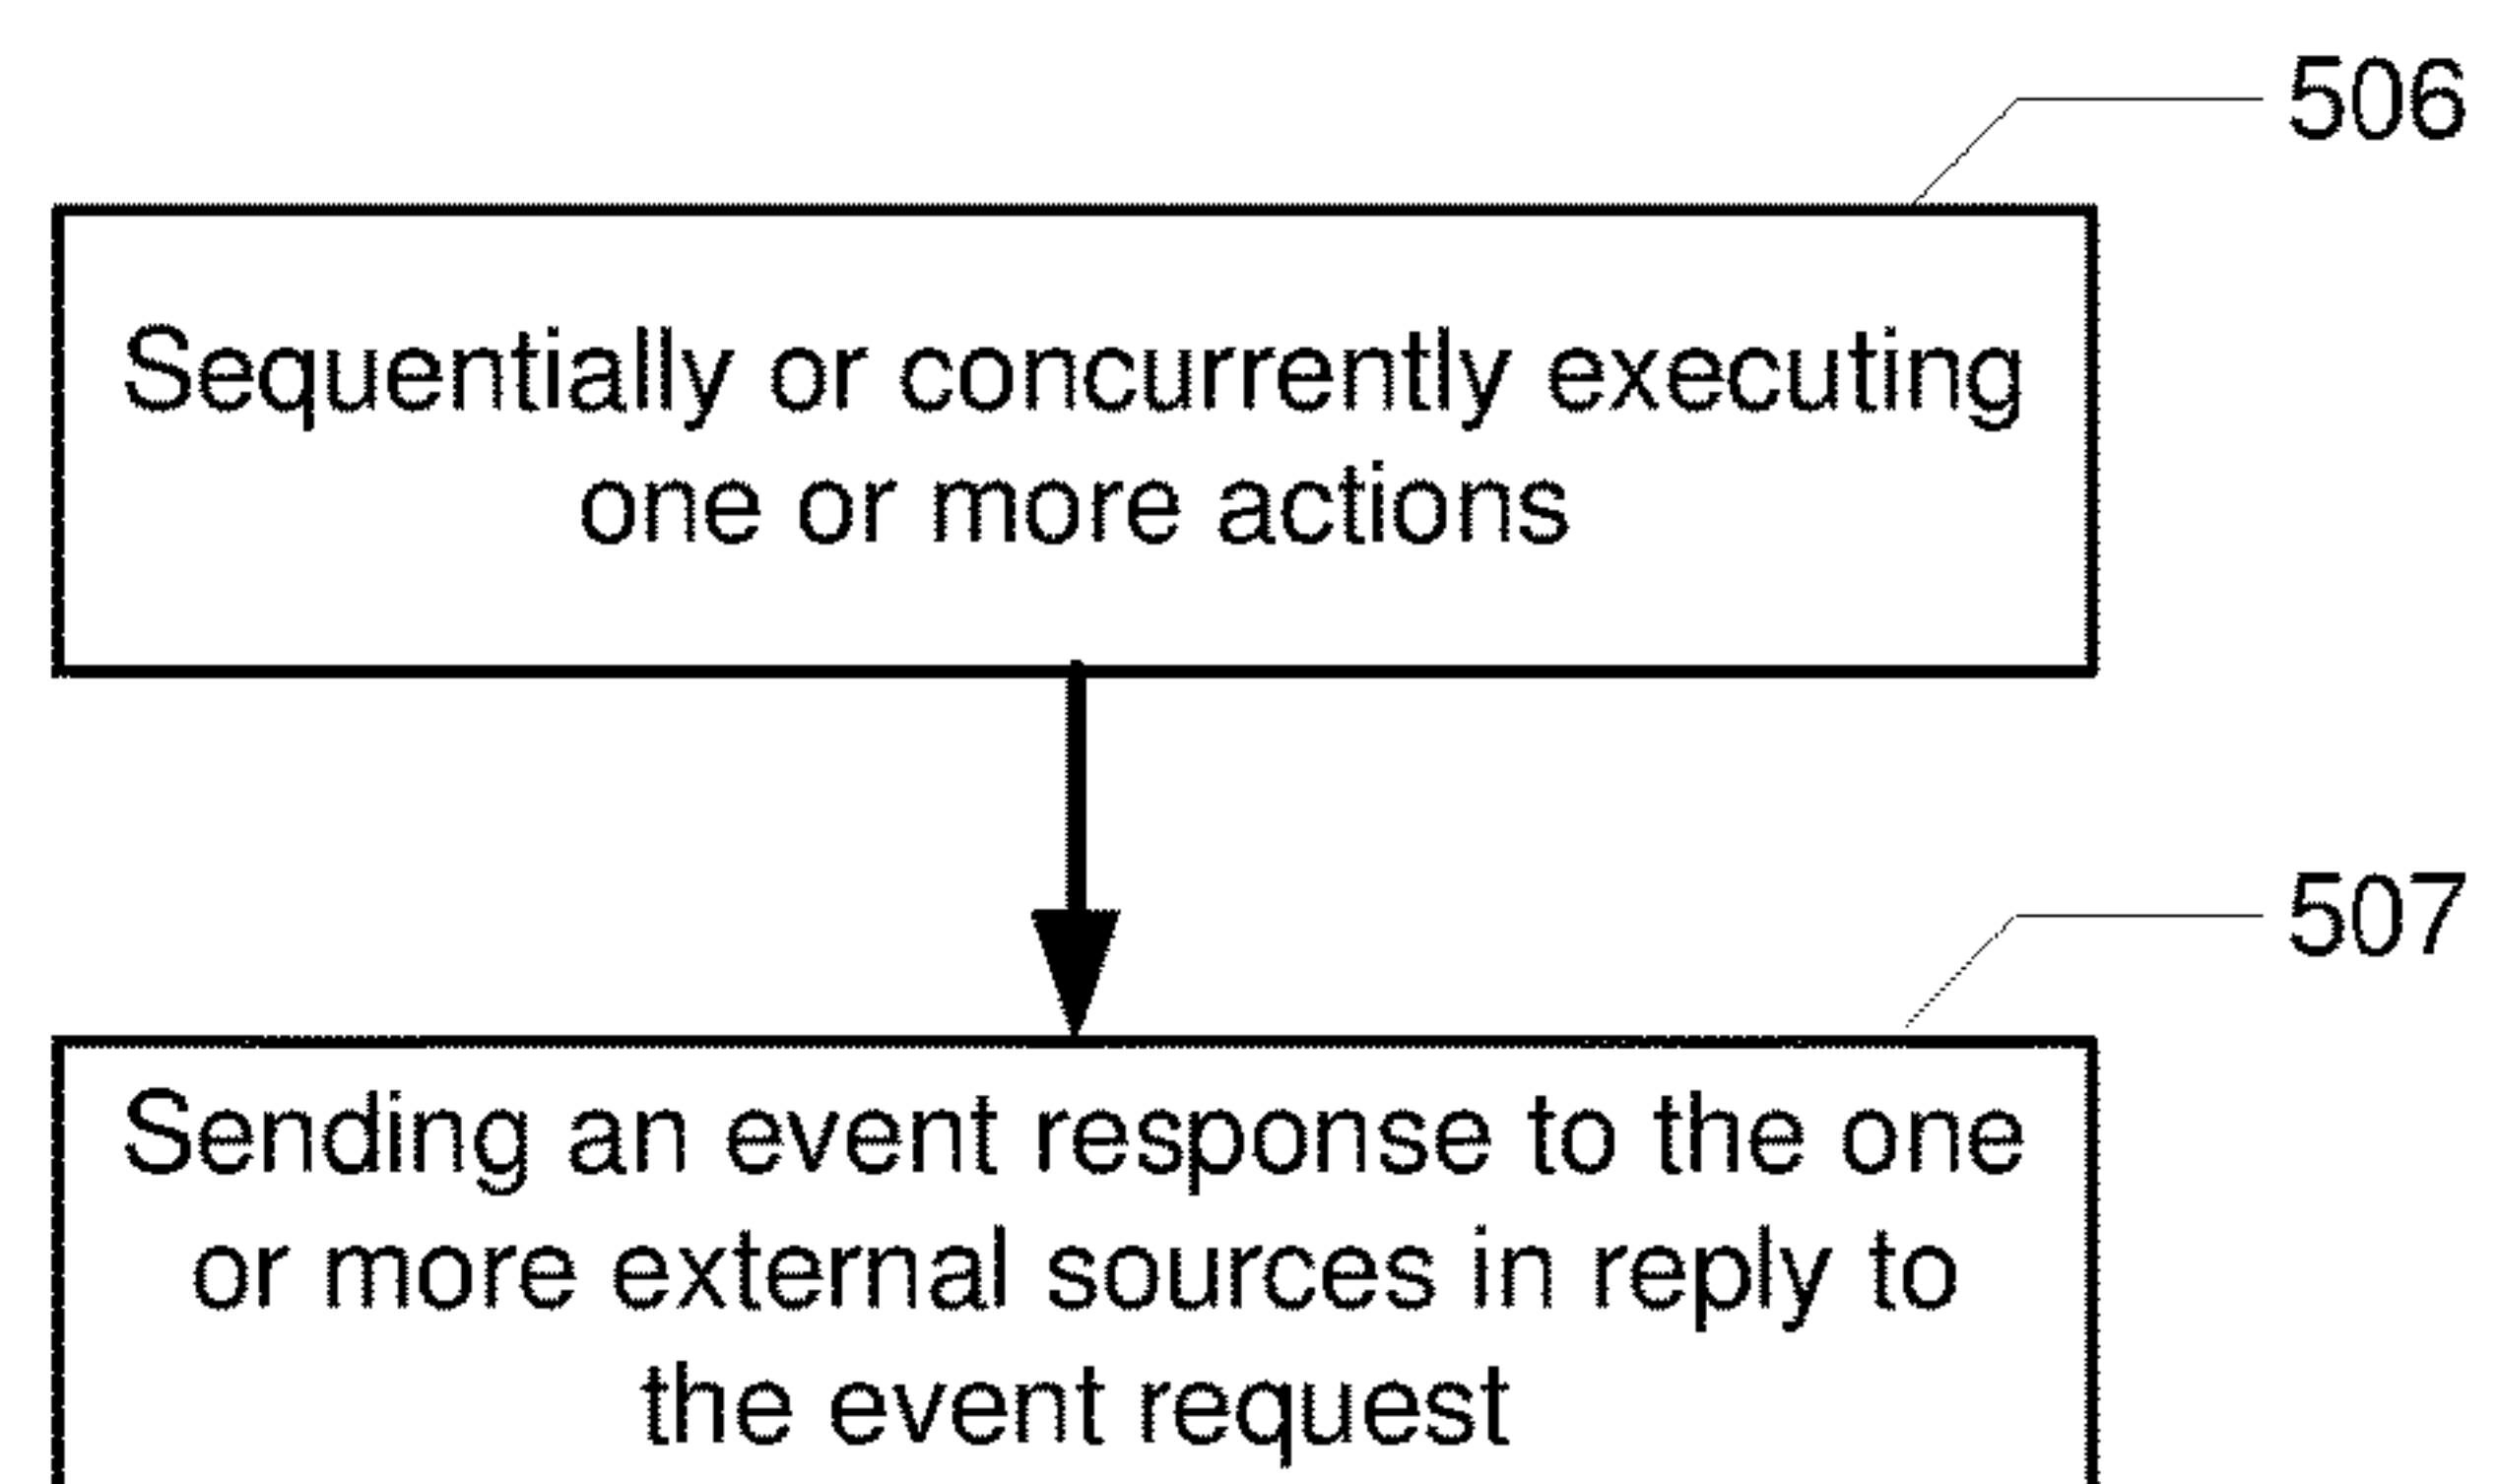 506
Sequentially or concurrently executing
one or more actions
507
Sending an event response to the one
or more external sources in reply to
the event request